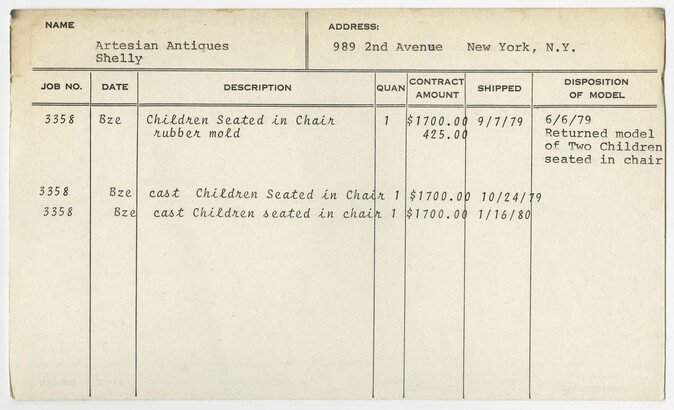 NAME
Artesian Antiques
Shelly
ADDRESS:
989 2nd Avenue New York, N.Y.
JOB NO. DATE DESCRIPTION QUAN CONTRACT AMOUNT SHIPPED DISPOSITION OF MODEL
3358 Bze Children Seated in Chair 1 $1700.00 9/7/79 6/6/79
rubber mold 425.00 Returned model
of Two Children
seated in chair
3358 Bze cast Children Seated in Chair 1 $1700.00 10/24/79
3358 Bze cast Children seated in chair 1 $1700.00 1/16/80